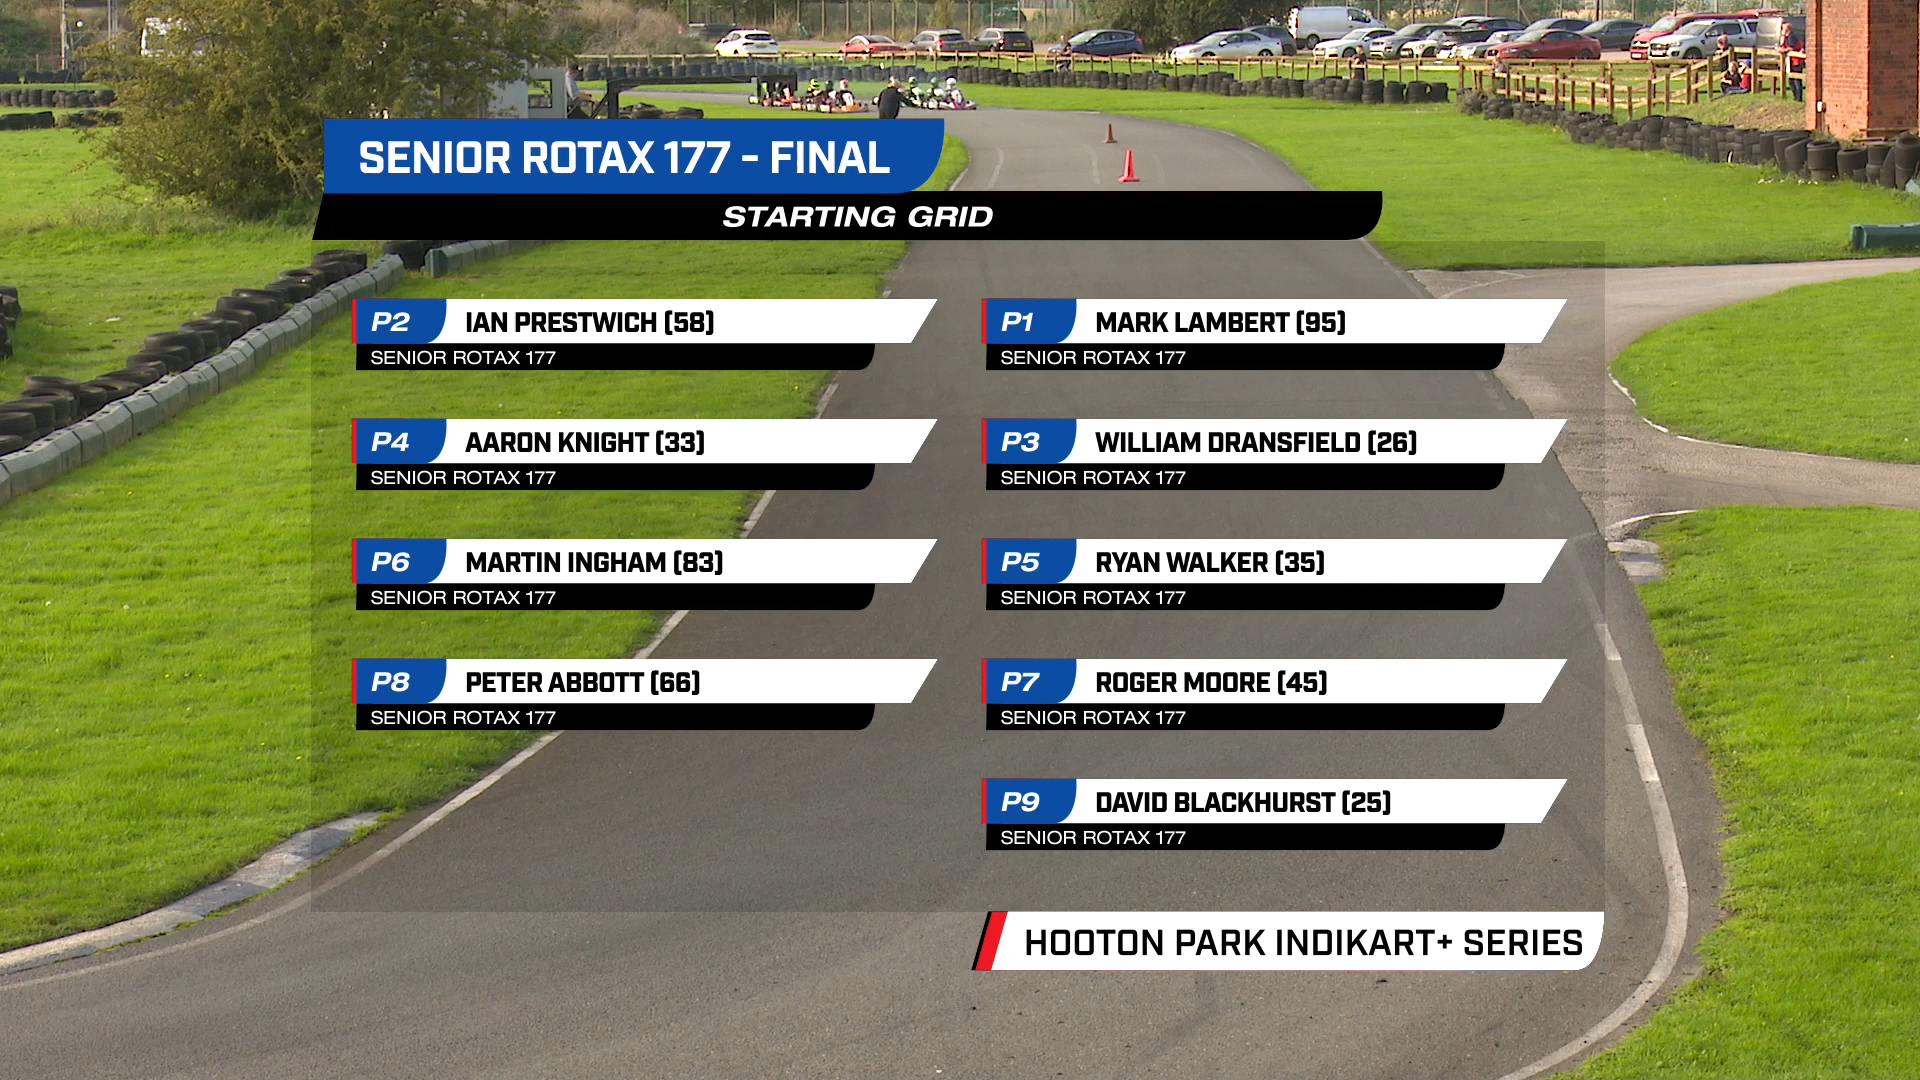 SENIOR ROTAX 177 - FINAL
STARTING GRID
P2 IAN PRESTWICH (58)
SENIOR ROTAX 177
P1 MARK LAMBERT (95)
SENIOR ROTAX 177
P4 AARON KNIGHT (33)
SENIOR ROTAX 177
P3 WILLIAM DRANSFIELD (26)
SENIOR ROTAX 177
P6 MARTIN INGHAM (83)
SENIOR ROTAX 177
P5 RYAN WALKER (35)
SENIOR ROTAX 177
P8 PETER ABBOTT (66)
SENIOR ROTAX 177
P7 ROGER MOORE (45)
SENIOR ROTAX 177
P9 DAVID BLACKHURST (25)
SENIOR ROTAX 177
HOOTON PARK INDIKART+ SERIES